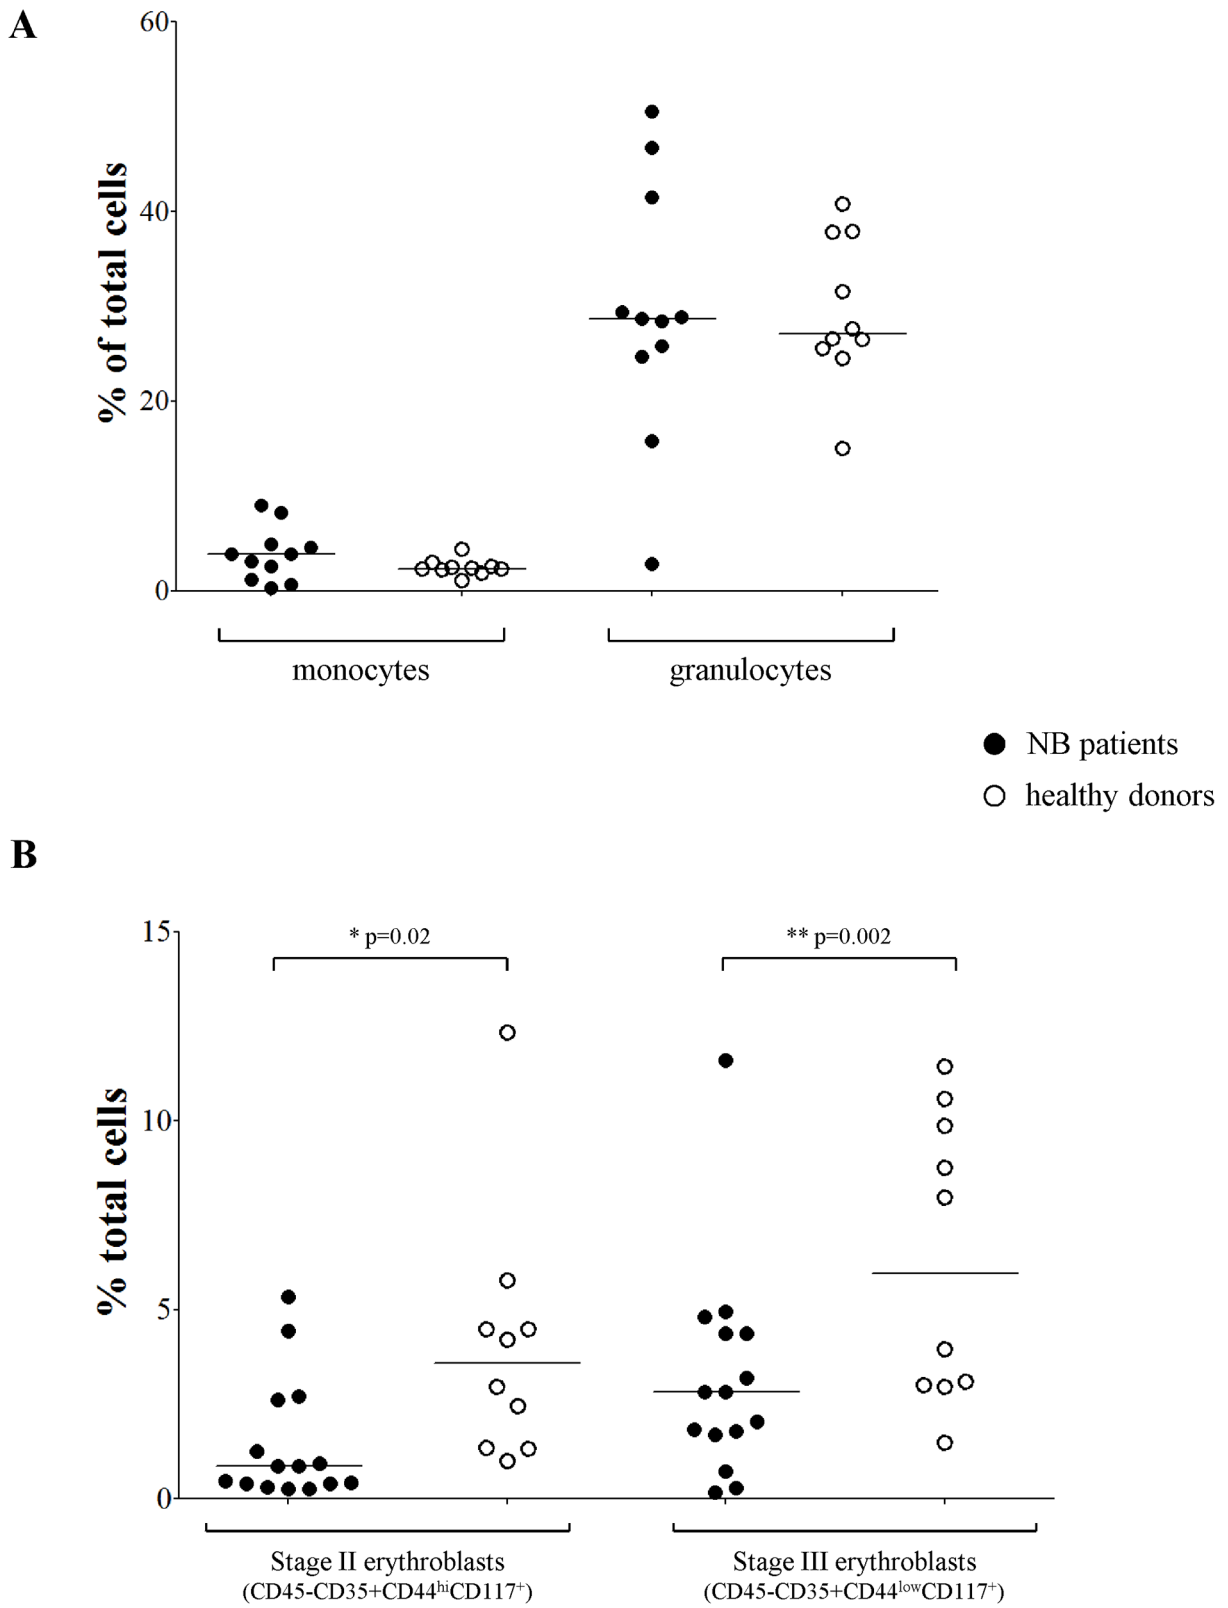 A
60
40
20
0
% of total cells
monocytes granulocytes
NB patients
healthy donors
B
15
10
5
0
% total cells
* p=0.02 ** p=0.002
Stage II erythroblasts Stage III erythroblasts
(CD45-CD35+CD44hiCD117+) (CD45-CD35+CD44lowCD117+)